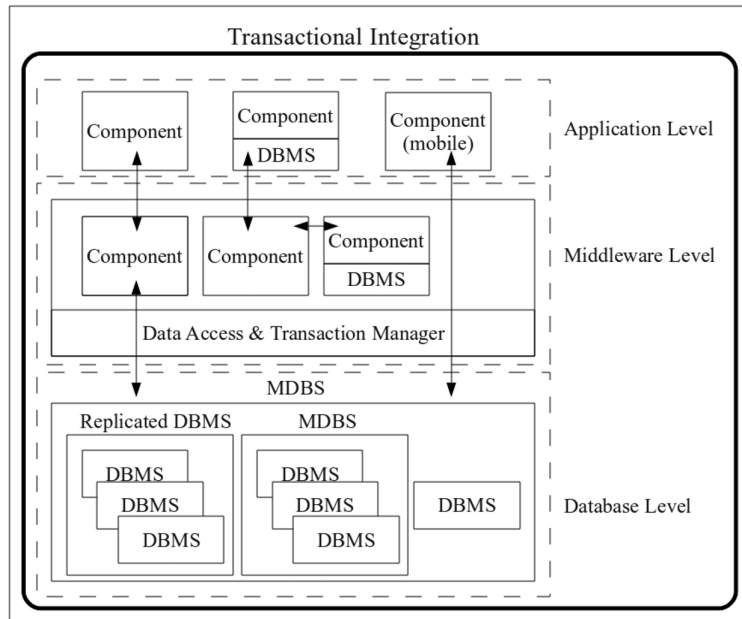 Transactional Integration
Component
Component
DBMS
Component
(mobile)
Application Level
Component
Component
Component
DBMS
Middleware Level
Data Access & Transaction Manager
MDBS
Replicated DBMS
MDBS
DBMS
DBMS
DBMS
DBMS
DBMS
DBMS
DBMS
Database Level